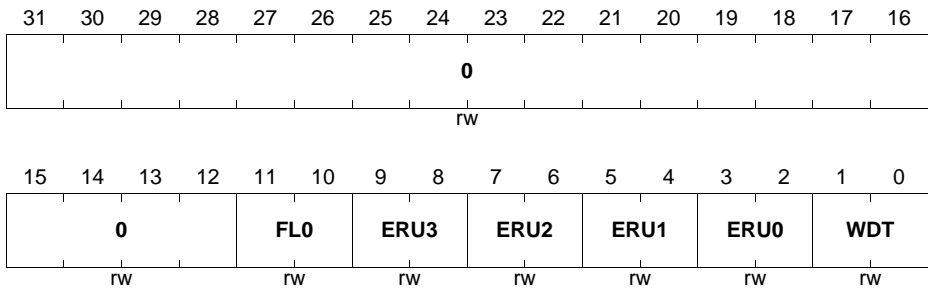 31 30 29 28 27 26 25 24 23 22 21 20 19 18 17 16
0
rw
15 14 13 12 11 10 9 8 7 6 5 4 3 2 1 0
0 FL0 ERU3 ERU2 ERU1 ERU0 WDT
rw rw rw rw rw rw rw